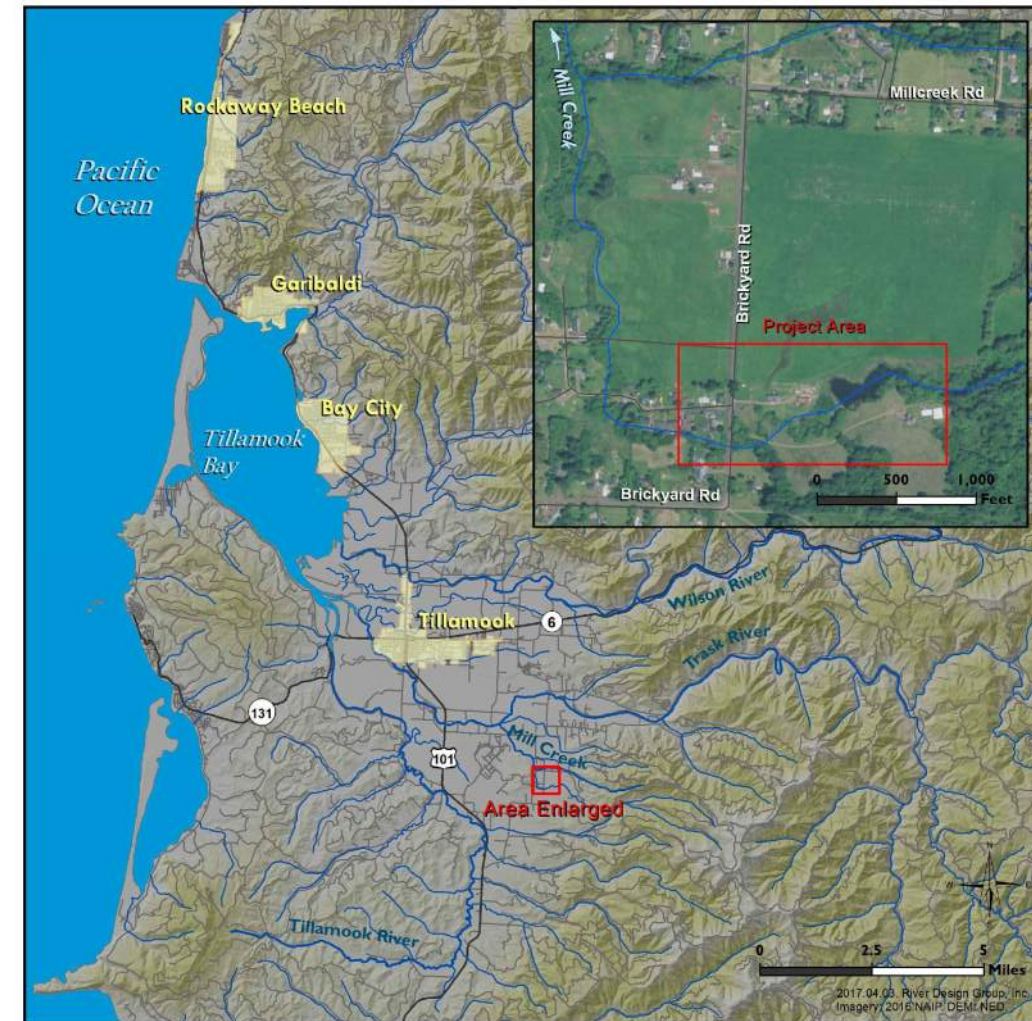 Rockaway Beach
Pacific
Ocean
Garibaldi
Bay City
Tillamook
Bay
Mill Creek
Millcreek Rd
Brickyard Rd
Project Area
Brickyard Rd
0 500 1,000
Feet
Wilson River
Tillamook
6
Trask River
131
Mill Creek
101
Area Enlarged
Tillamook River
N
0 2.5 5
Miles
2017.04.03. River Design Group, Inc.
Imagery: 2016 NAIP. DEM: NED.